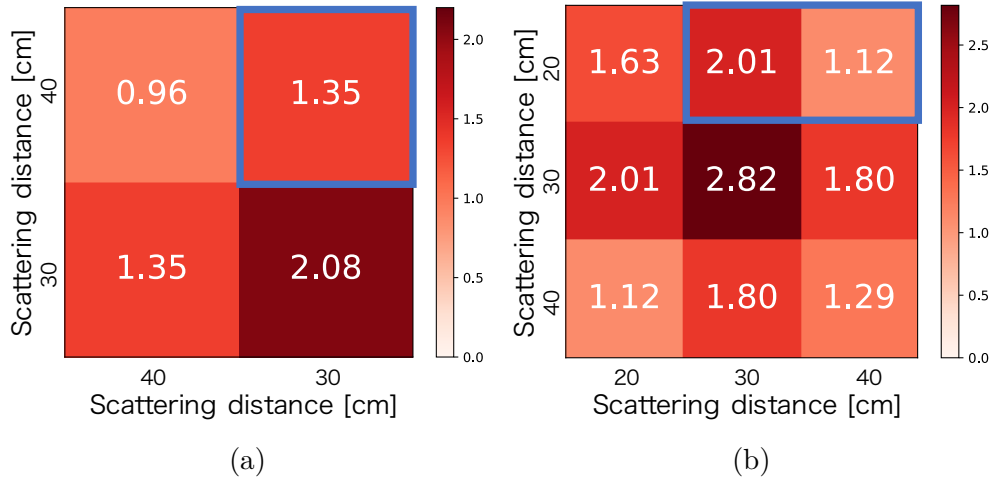 Scattering distance [cm]
40
30
0.96 1.35
1.35 2.08
40 30
Scattering distance [cm]
2.0
1.5
1.0
0.5
0.0
(a)
Scattering distance [cm]
20
30
40
1.63 2.01 1.12
2.01 2.82 1.80
1.12 1.80 1.29
20 30 40
Scattering distance [cm]
2.5
2.0
1.5
1.0
0.5
0.0
(b)